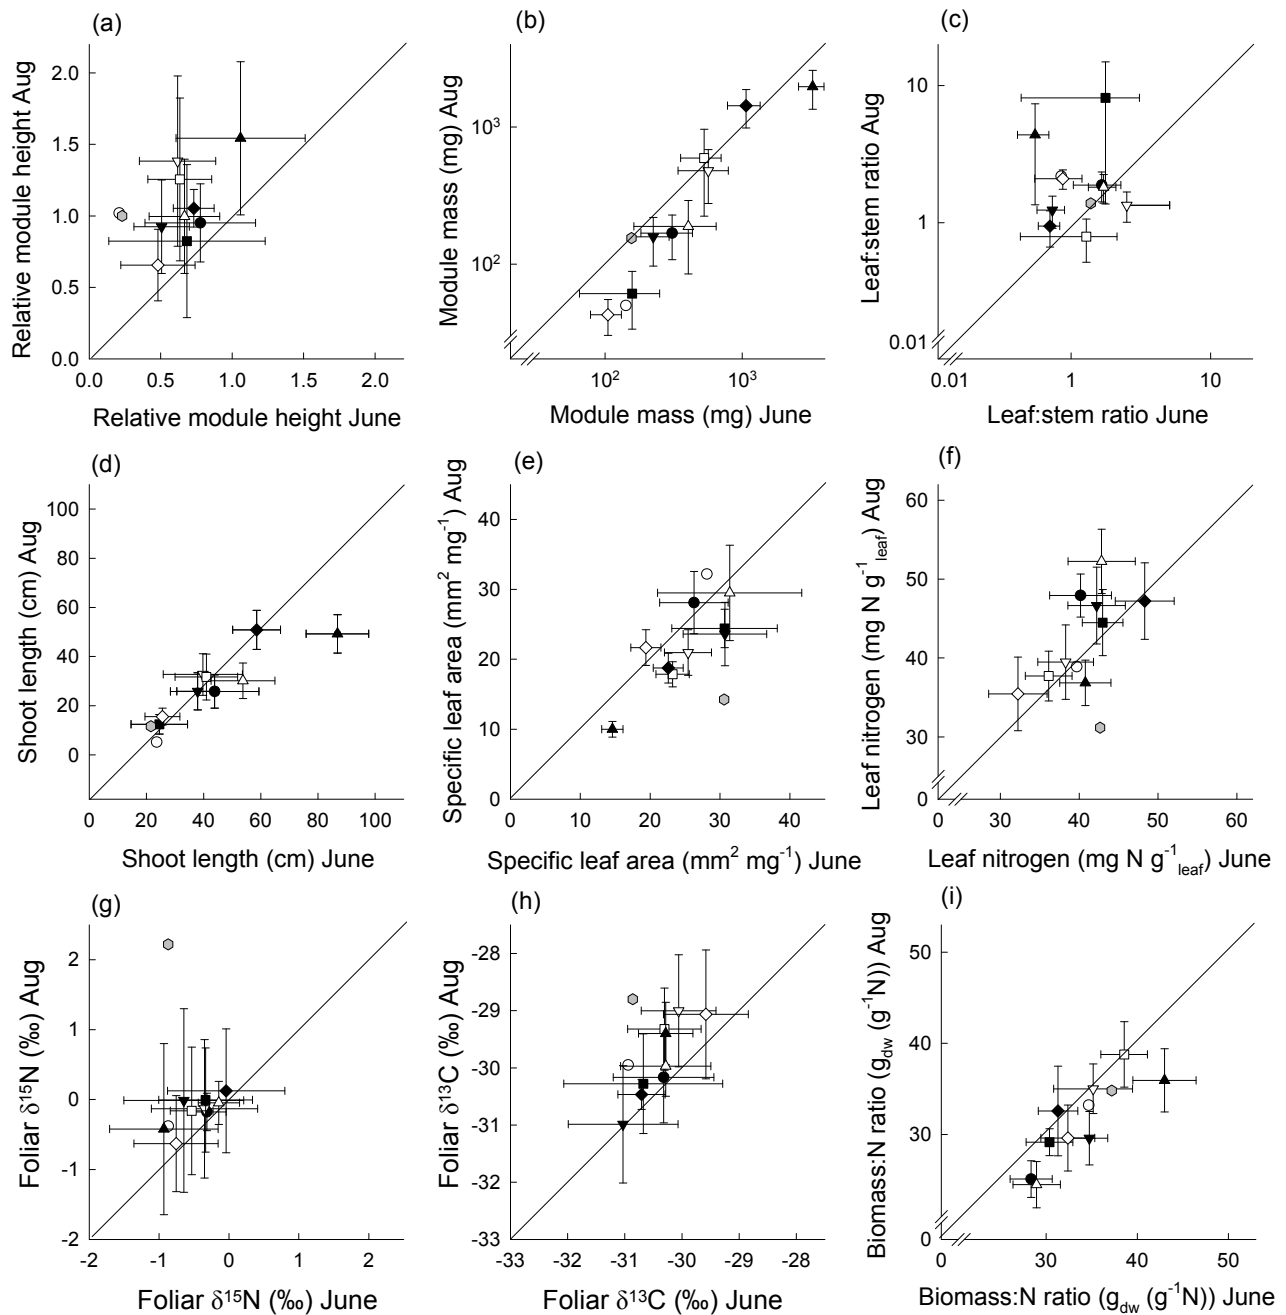 (a)
Relative module height Aug
2.0
1.5
1.0
0.5
0.0
0.0 0.5 1.0 1.5 2.0
Relative module height June
(b)
Module mass (mg) Aug
10³
10²
10² 10³
Module mass (mg) June
(c)
Leaf:stem ratio Aug
10
1
0.01
0.01 1 10
Leaf:stem ratio June
(d)
Shoot length (cm) Aug
100
80
60
40
20
0
0 20 40 60 80 100
Shoot length (cm) June
(e)
Specific leaf area (mm² mg⁻¹) Aug
40
30
20
10
0
0 10 20 30 40
Specific leaf area (mm² mg⁻¹) June
(f)
Leaf nitrogen (mg N g⁻¹leaf) Aug
60
50
40
30
0
0 30 40 50 60
Leaf nitrogen (mg N g⁻¹leaf) June
(g)
Foliar δ¹⁵N (‰) Aug
2
1
0
-1
-2
-2 -1 0 1 2
Foliar δ¹⁵N (‰) June
(h)
Foliar δ¹³C (‰) Aug
-28
-29
-30
-31
-32
-33
-33 -32 -31 -30 -29 -28
Foliar δ¹³C (‰) June
(i)
Biomass:N ratio (gdw (g⁻¹N)) Aug
50
40
30
0
0 30 40 50
Biomass:N ratio (gdw (g⁻¹N)) June